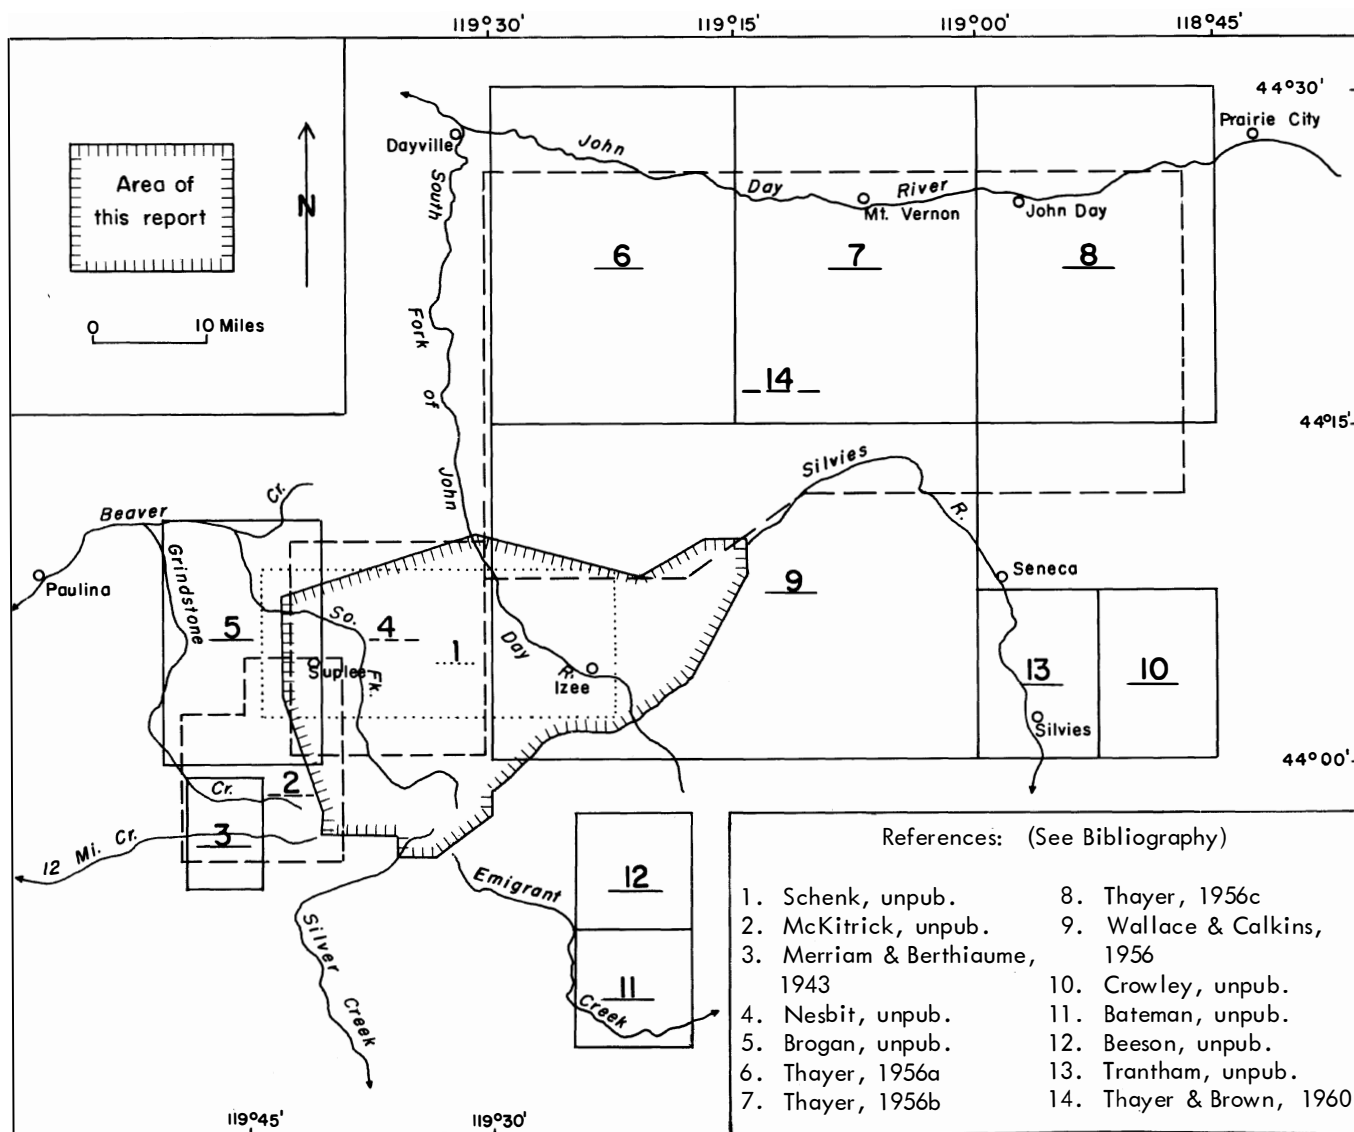 119°30'
119°15'
119°00'
118°45'
44°30'
Prairie City
Dayville
John
Day
River
Mt. Vernon
John Day
Area of
this report
N
0 10 Miles
South
Fork
of
John
Day
R.
6
7
8
14
44°15'
Silvies
R.
Beaver
Cr.
Grindstone
Cr.
Paulina
Seneca
5
4
1
9
So.
Fk.
Suplee
Izee
13
10
Silvies
44°00'
2
3
12 Mi. Cr.
Emigrant
Creek
12
11
Silver
Creek
References: (See Bibliography)
1. Schenk, unpub.
2. McKitrick, unpub.
3. Merriam & Berthiaume,
1943
4. Nesbit, unpub.
5. Brogan, unpub.
6. Thayer, 1956a
7. Thayer, 1956b
8. Thayer, 1956c
9. Wallace & Calkins,
1956
10. Crowley, unpub.
11. Bateman, unpub.
12. Beeson, unpub.
13. Trantham, unpub.
14. Thayer & Brown, 1960
119°45'
119°30'